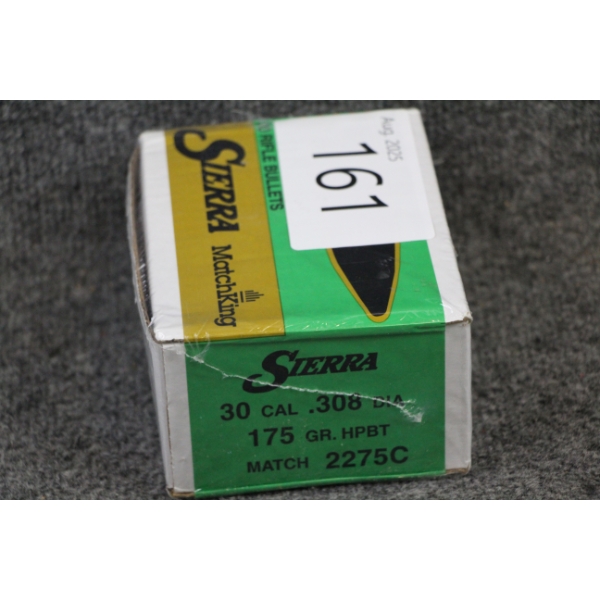 RIFLE BULLETS
SIERRA
MatchKing
161
Aug 2025
SIERRA
30 CAL .308 DIA.
175 GR. HPBT
MATCH 2275C